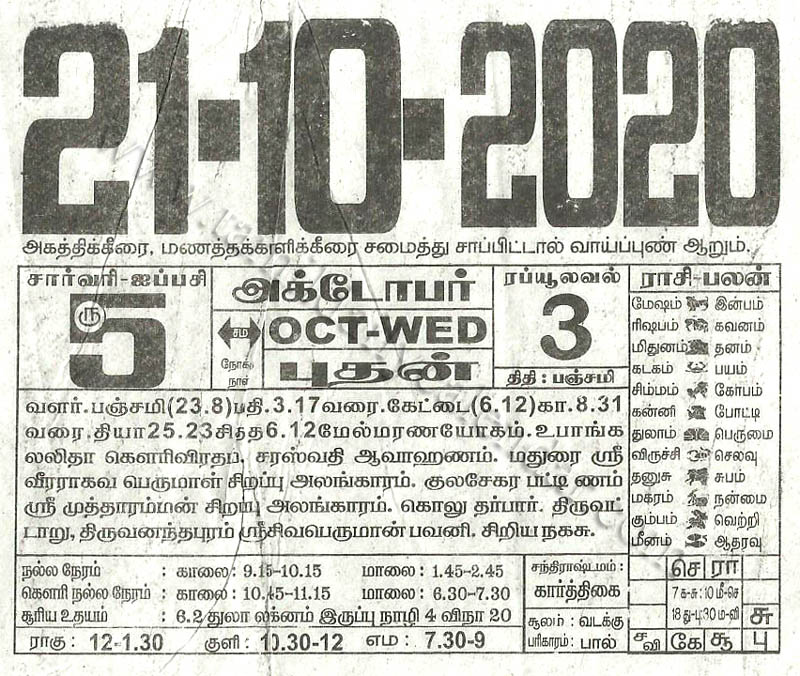 21-10-2020
அகத்திக்கீரை, மணத்தக்காளிக்கீரை சமைத்து சாப்பிட்டால் வாய்ப்புண் ஆறும்.
சார்வரி-ஐப்பசி
௫
5
அக்டோபர்
சம
நோக்கு
நாள்
OCT-WED
புதன்
ரப்யூலவல்
3
திதி : பஞ்சமி
ராசி-பலன்
மேஷம் இன்பம்
ரிஷபம் கவனம்
மிதுனம் தனம்
கடகம் பயம்
சிம்மம் கோபம்
கன்னி போட்டி
துலாம் பெருமை
விருச்சி செலவு
தனுசு சுபம்
மகரம் நன்மை
கும்பம் வெற்றி
மீனம் ஆதரவு
வளர்.பஞ்சமி(23.8)பகி.3.17வரை.கேட்டை(6.12)கா.8.31
வரை,தியா25.23சித்த6.12மேல்மரணயோகம்.உபாங்க
லலிதா கௌரிவிரதம். சரஸ்வதி ஆவாஹணம். மதுரை ஸ்ரீ
வீரராகவ பெருமாள் சிறப்பு அலங்காரம். குலசேகர பட்டி ணம்
ஸ்ரீ முத்தாரம்மன் சிறப்பு அலங்காரம். கொலு தர்பார். திருவட்
டாறு, திருவனந்தபுரம் ஸ்ரீசிவபெருமான் பவனி. சிறிய நகசு.
நல்ல நேரம் : காலை: 9.15-10.15 மாலை: 1.45-2.45
கௌரி நல்ல நேரம் : காலை: 10.45-11.15 மாலை: 6.30-7.30
சூரிய உதயம் : 6.2 துலா லக்னம் இருப்பு நாழி 4 விநா 20
ராகு: 12-1.30 குளி: 10.30-12 எம: 7.30-9
சந்திராஷ்டமம் :
கார்த்திகை
சூலம் : வடக்கு
பரிகாரம் : பால்
செ ரா
7 க-சு:10 மீ-செ
18 து-பு:30 ம-வி
சு
ச வி கே சூ பு